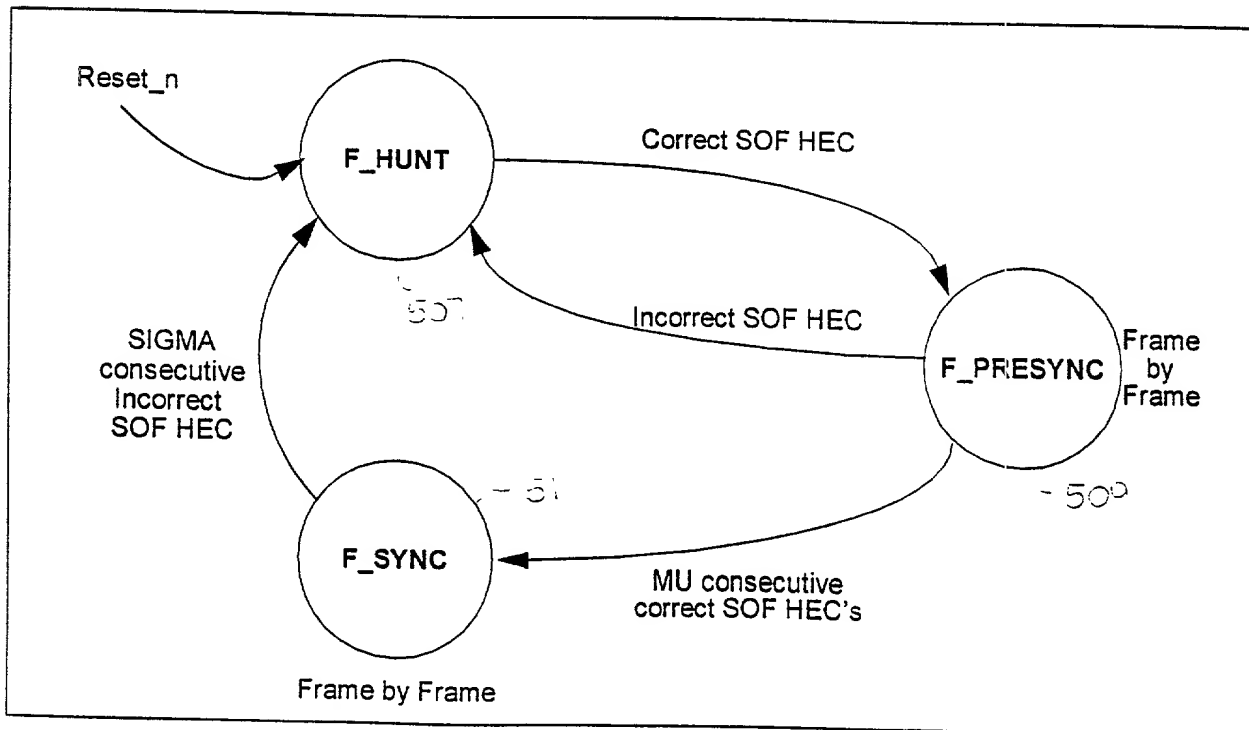 Reset_n
F_HUNT
Correct SOF HEC
507
Incorrect SOF HEC
SIGMA
consecutive
Incorrect
SOF HEC
F_PRESYNC
Frame
by
Frame
F_SYNC
MU consecutive
correct SOF HEC's
Frame by Frame